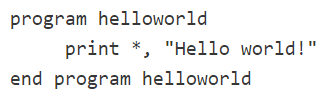 program helloworld
     print *, "Hello world!"
end program helloworld